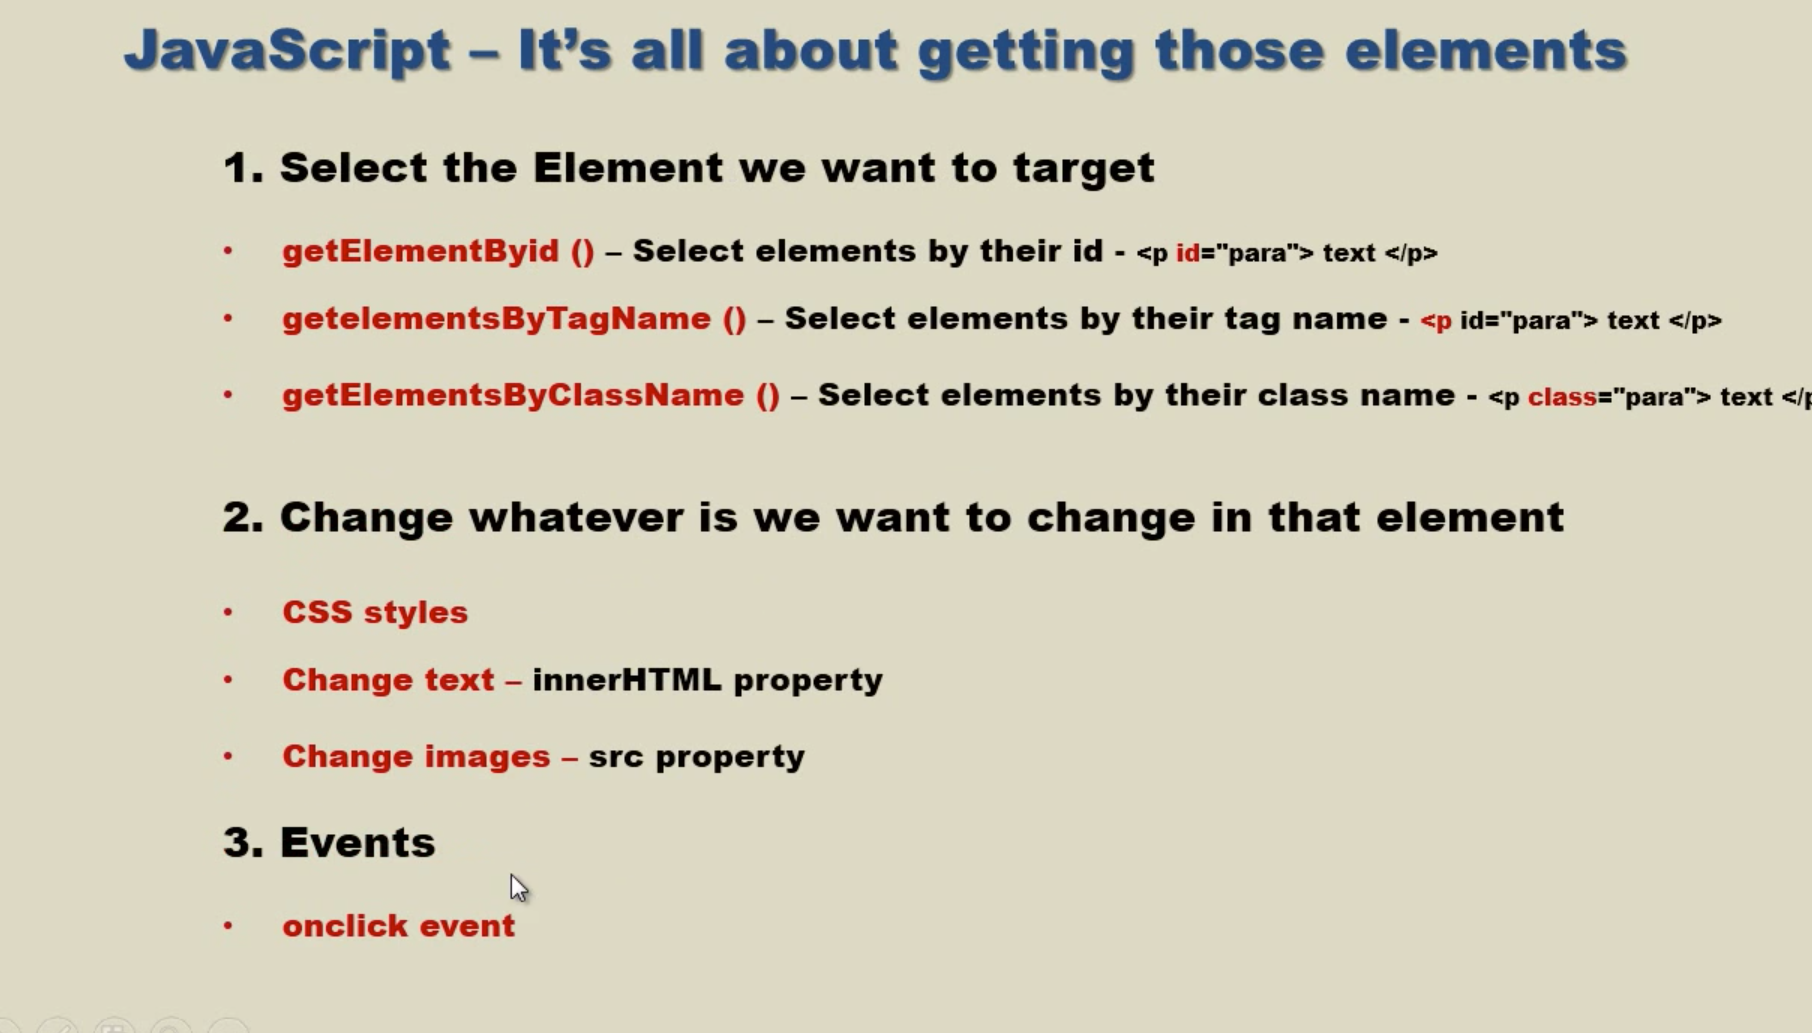 JavaScript – It’s all about getting those elements
1. Select the Element we want to target
• getElementByid () – Select elements by their id - <p id="para"> text </p>
• getelementsByTagName () – Select elements by their tag name - <p id="para"> text </p>
• getElementsByClassName () – Select elements by their class name - <p class="para"> text </p
2. Change whatever is we want to change in that element
• CSS styles
• Change text – innerHTML property
• Change images – src property
3. Events
• onclick event